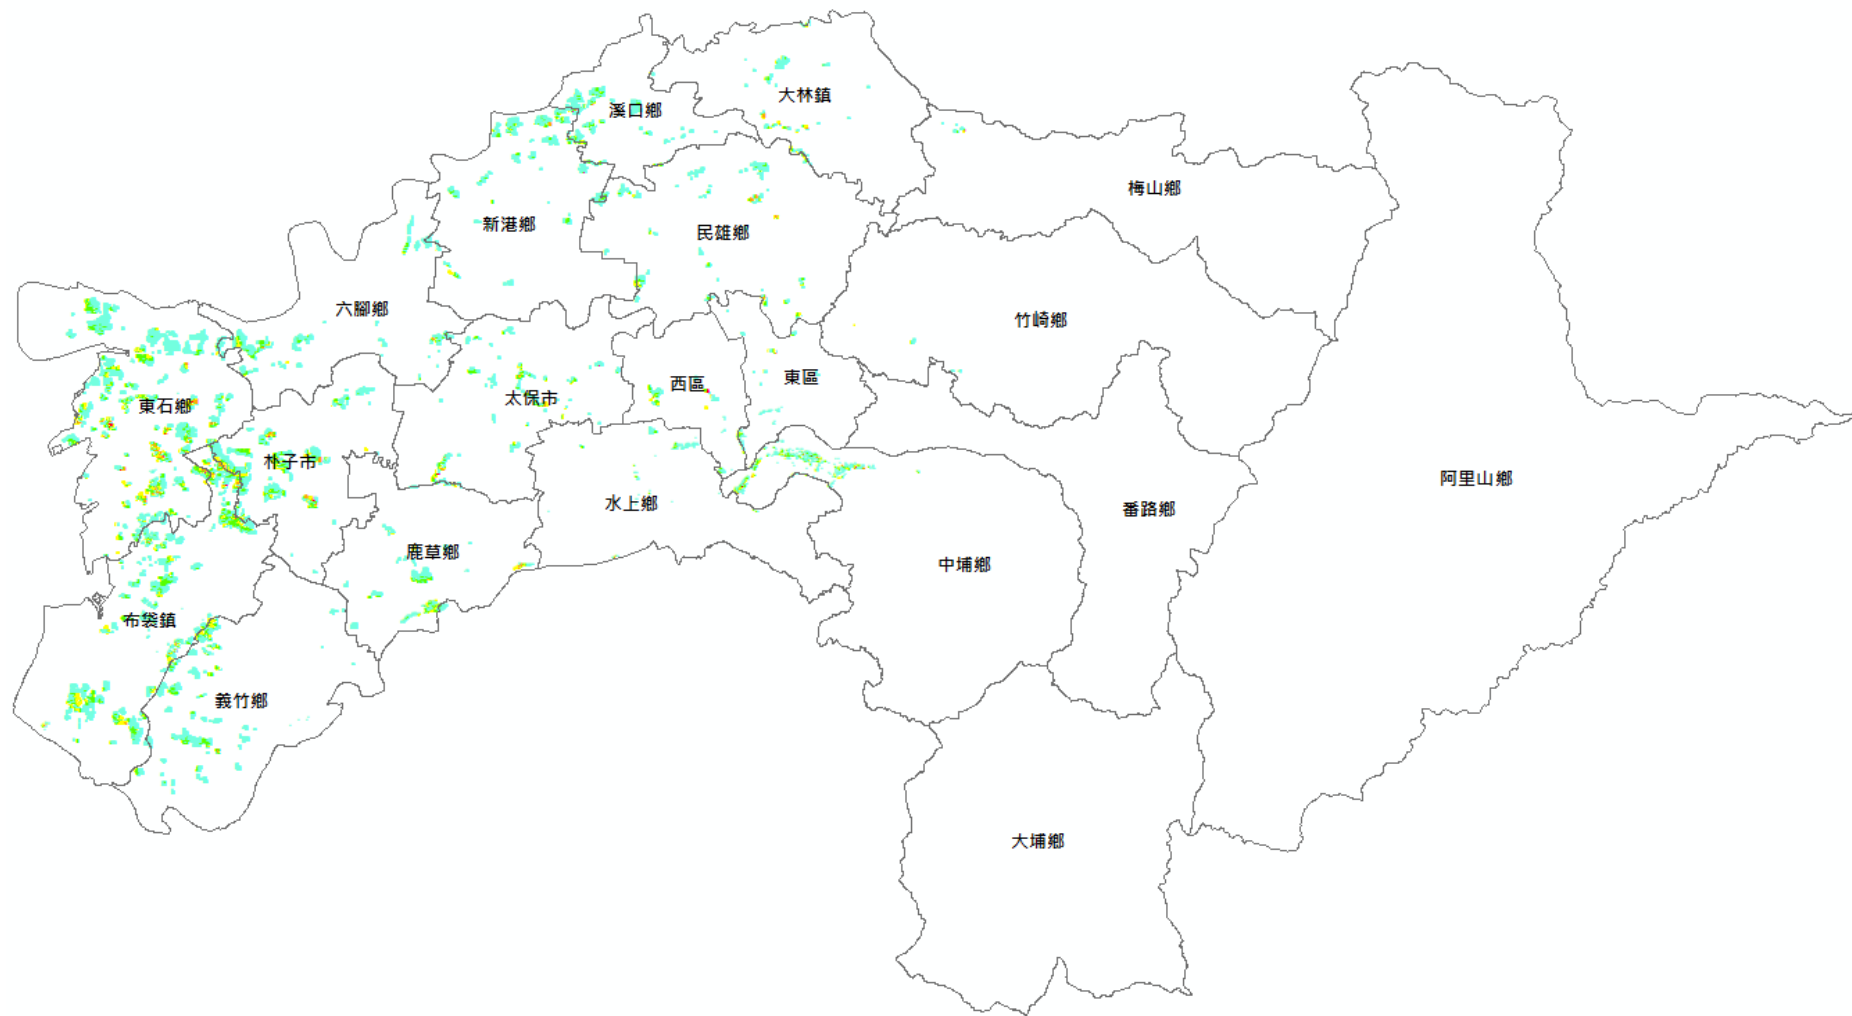 大林鎮
溪口鄉
梅山鄉
新港鄉
民雄鄉
六腳鄉
竹崎鄉
西區
東區
太保市
東石鄉
朴子市
阿里山鄉
水上鄉
番路鄉
鹿草鄉
中埔鄉
布袋鎮
義竹鄉
大埔鄉